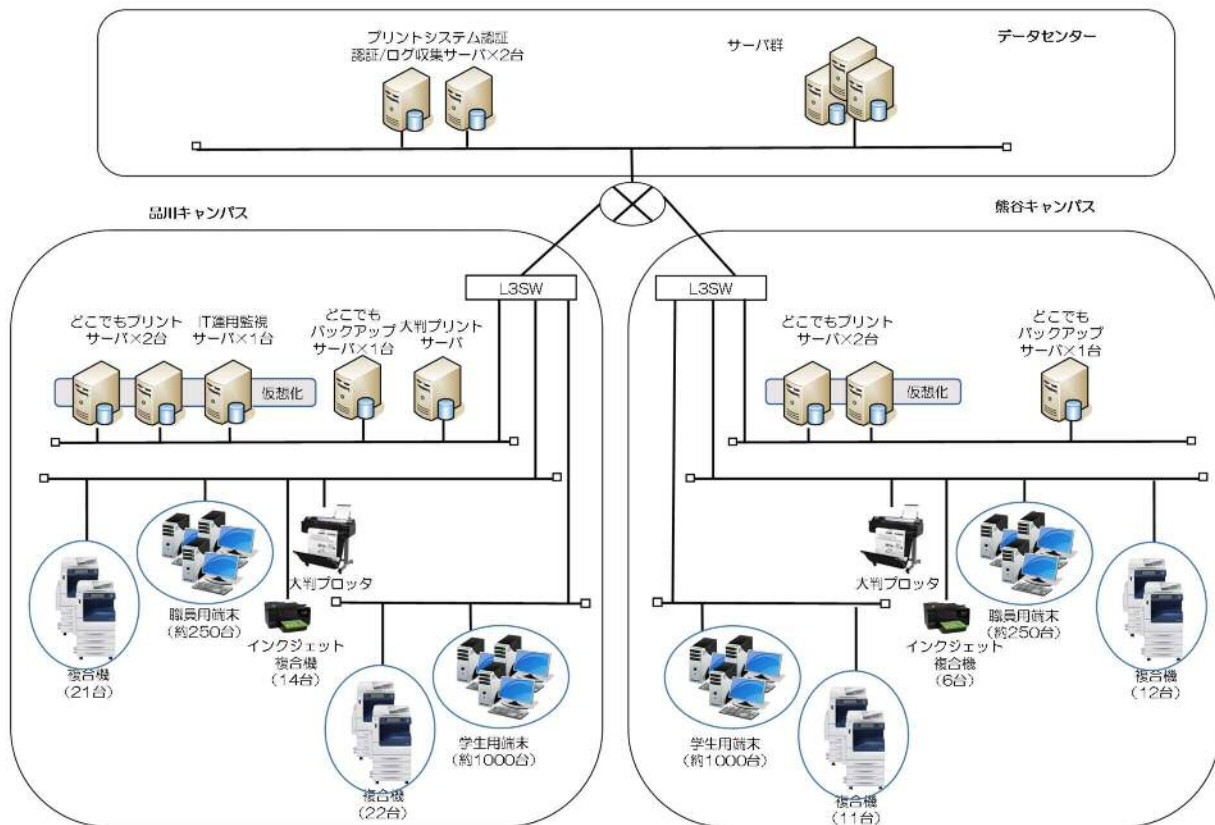 データセンター
プリントシステム認証
認証/ログ収集サーバ×2台
サーバ群
品川キャンパス
L3SW
どこでもプリント
サーバ×2台
IT運用監視
サーバ×1台
仮想化
どこでも
バックアップ
サーバ×1台
大判プリント
サーバ
複合機
(21台)
職員用端末
(約250台)
インクジェット
複合機
(14台)
大判プロッタ
複合機
(22台)
学生用端末
(約1000台)
熊谷キャンパス
L3SW
どこでもプリント
サーバ×2台
仮想化
どこでも
バックアップ
サーバ×1台
学生用端末
(約1000台)
複合機
(11台)
大判プロッタ
インクジェット
複合機
(6台)
職員用端末
(約250台)
複合機
(12台)